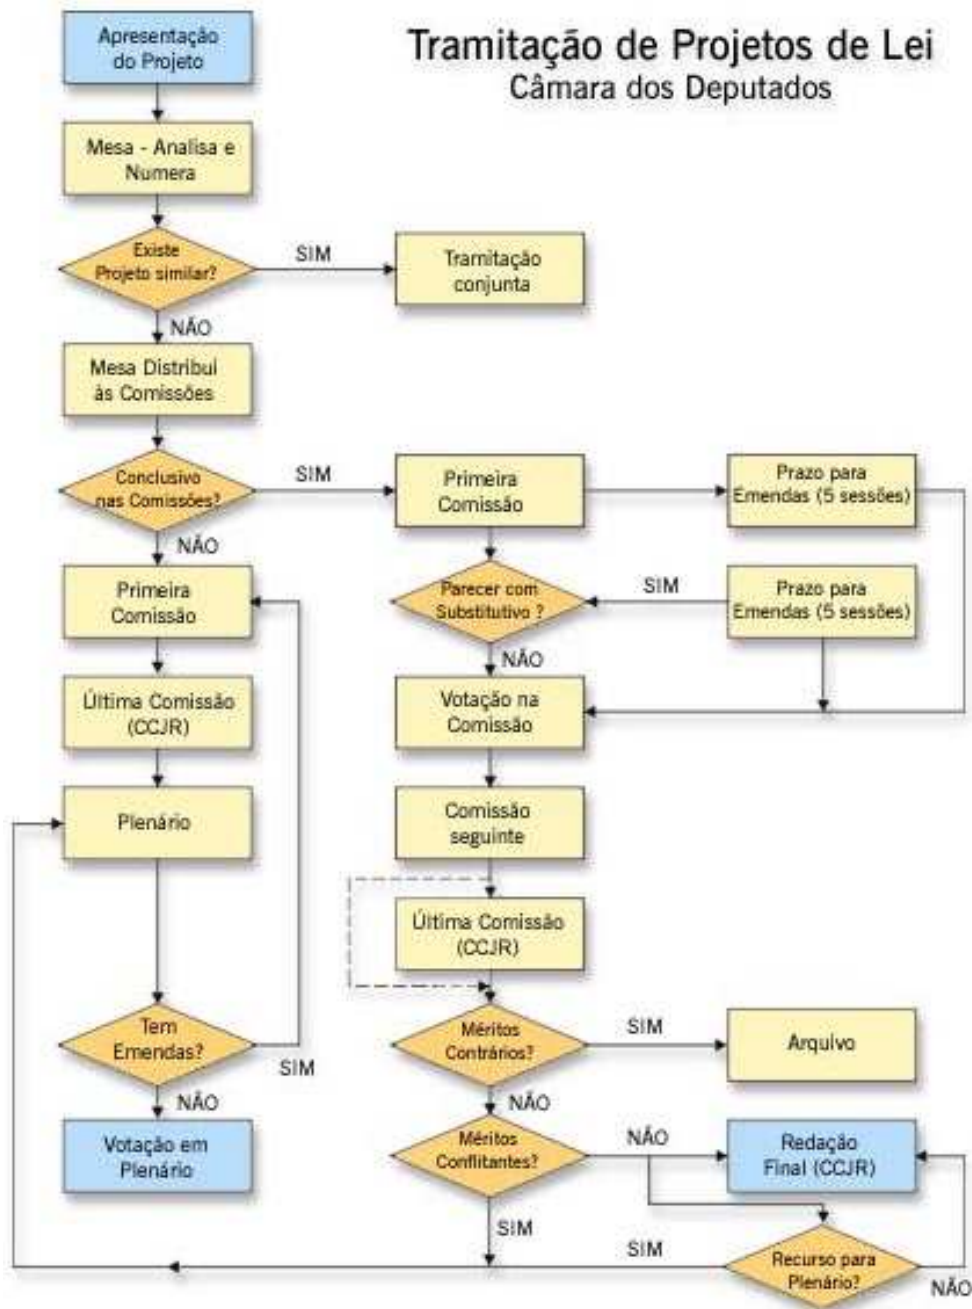 Tramitação de Projetos de Lei
Câmara dos Deputados
Apresentação
do Projeto
Mesa - Analisa e
Numera
Existe
Projeto similar?
SIM
Tramitação
conjunta
NÃO
Mesa Distribui
às Comissões
Conclusivo
nas Comissões?
SIM
Primeira
Comissão
Prazo para
Emendas (5 sessões)
NÃO
Primeira
Comissão
Parecer com
Substitutivo ?
SIM
Prazo para
Emendas (5 sessões)
NÃO
Última Comissão
(CCJR)
Votação na
Comissão
Plenário
Comissão
seguinte
Última Comissão
(CCJR)
Tem
Emendas?
SIM
Méritos
Contrários?
SIM
Arquivo
NÃO
NÃO
Votação em
Plenário
Méritos
Conflitantes?
NÃO
Redação
Final (CCJR)
SIM
SIM
Recurso para
Plenário?
NÃO